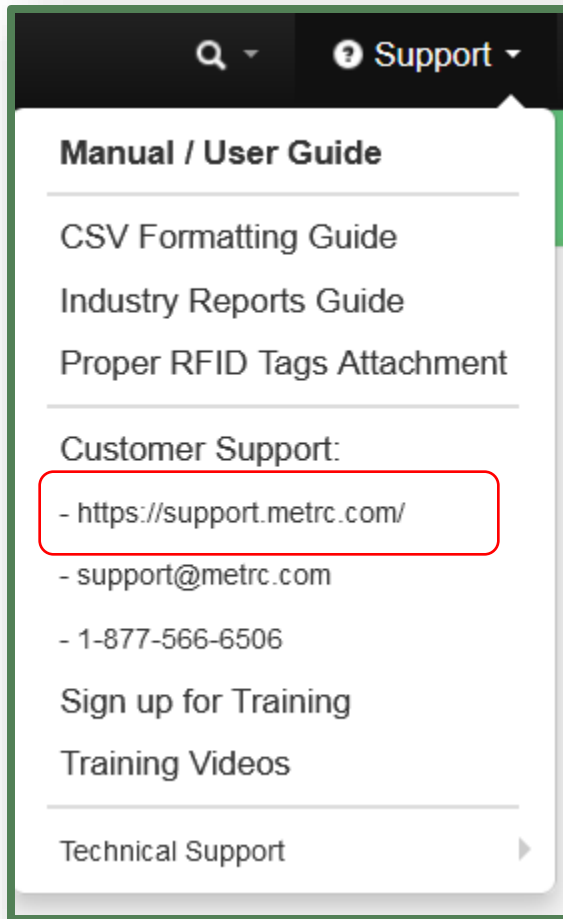 Support
Manual / User Guide
CSV Formatting Guide
Industry Reports Guide
Proper RFID Tags Attachment
Customer Support:
- https://support.metrc.com/
- support@metrc.com
- 1-877-566-6506
Sign up for Training
Training Videos
Technical Support